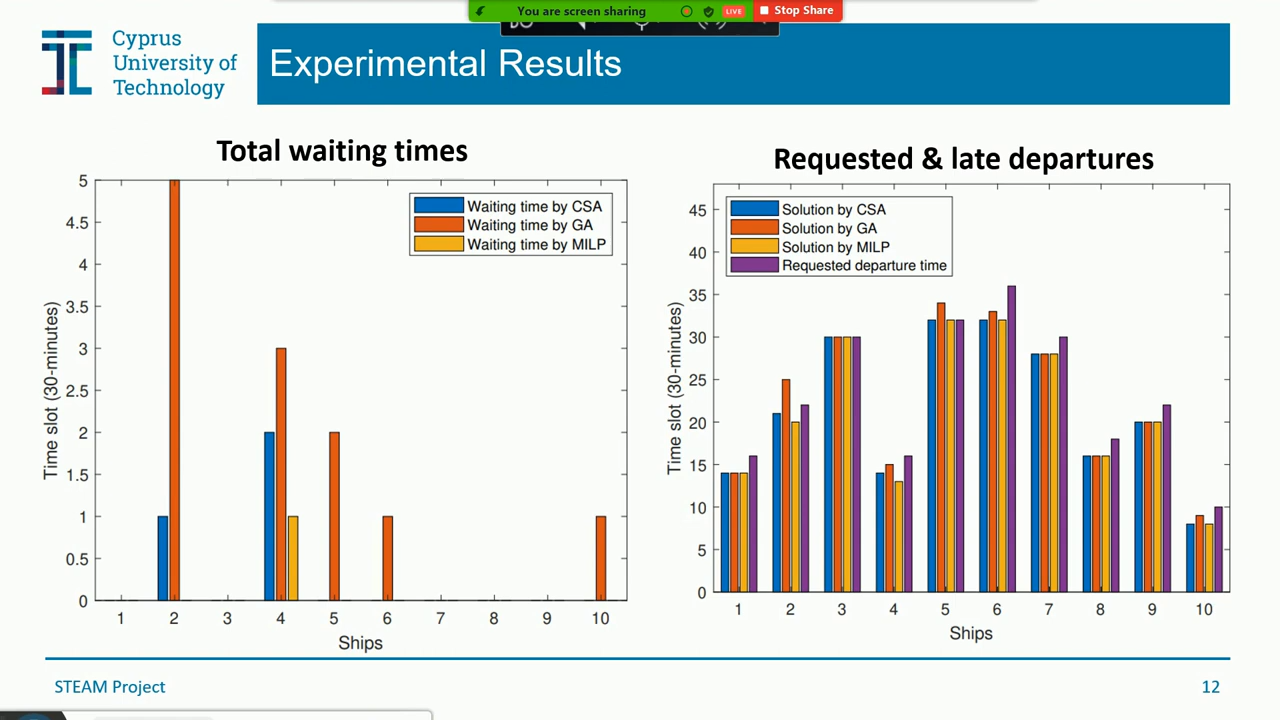 You are screen sharing
LIVE
Stop Share
Cyprus
University of
Technology
Experimental Results
Total waiting times
5
4.5
4
3.5
3
2.5
2
1.5
1
0.5
0
Time slot (30-minutes)
Waiting time by CSA
Waiting time by GA
Waiting time by MILP
1 2 3 4 5 6 7 8 9 10
Ships
Requested & late departures
45
40
35
30
25
20
15
10
5
0
Time slot (30-minutes)
Solution by CSA
Solution by GA
Solution by MILP
Requested departure time
1 2 3 4 5 6 7 8 9 10
Ships
STEAM Project
12